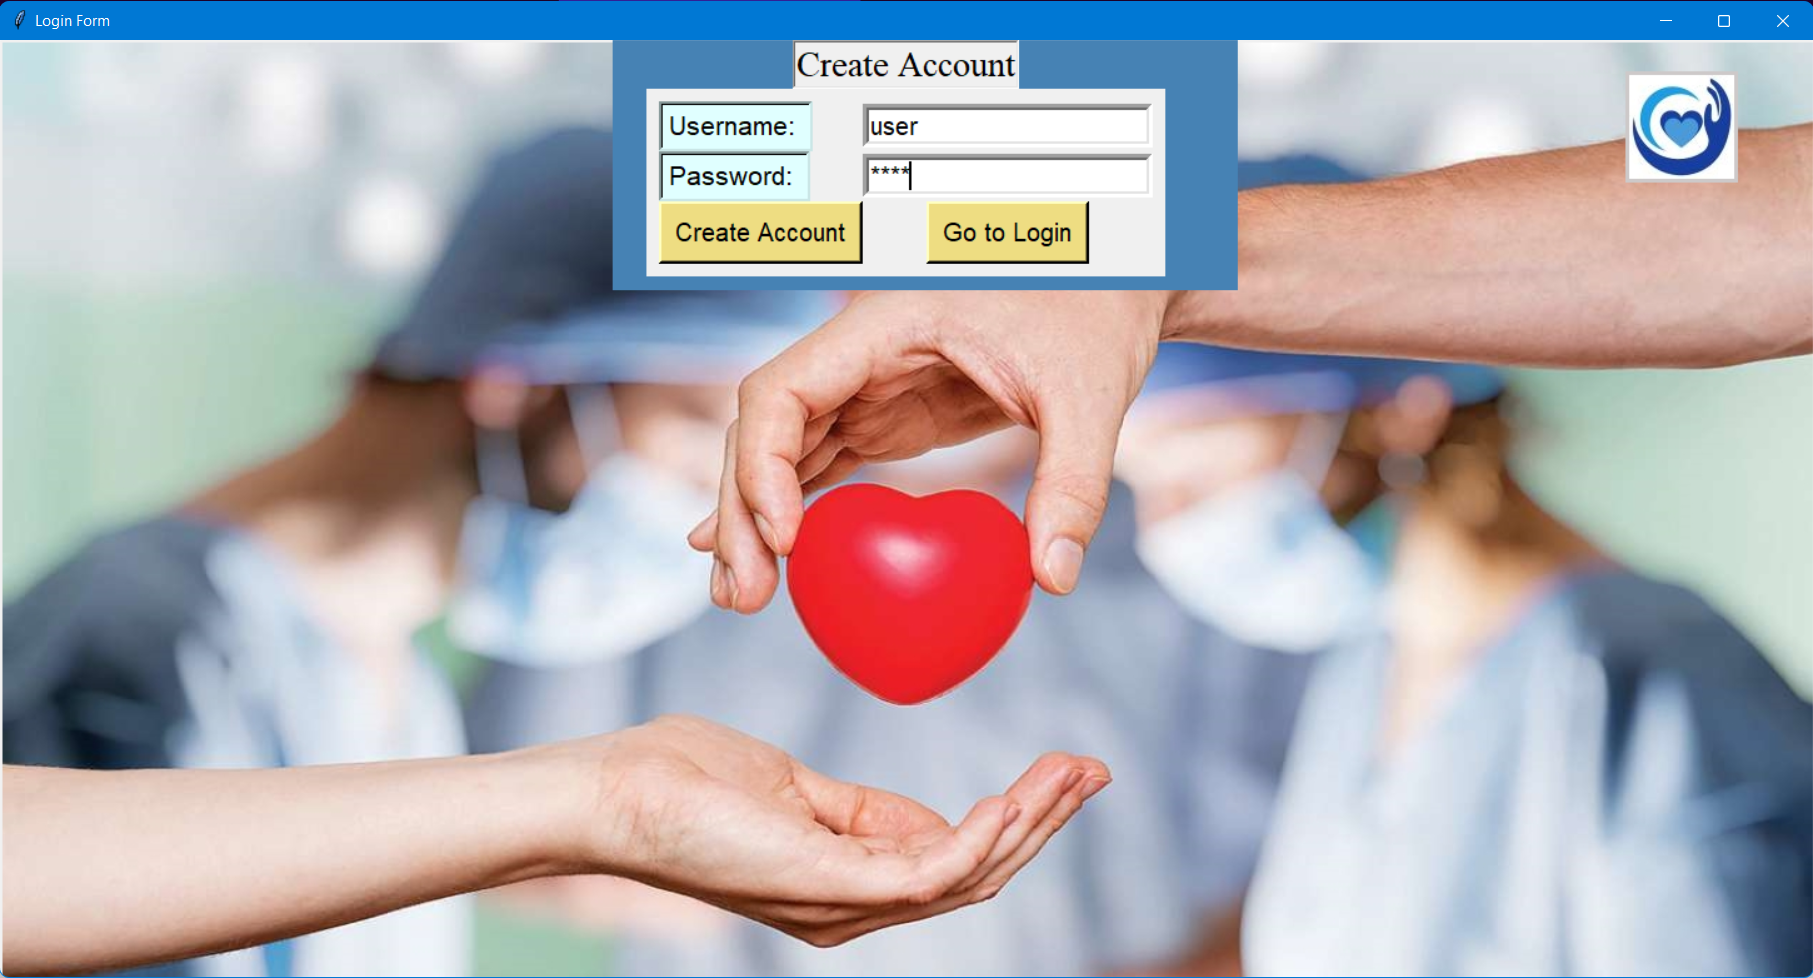 Login Form
Create Account
Username: user
Password: ****
Create Account Go to Login